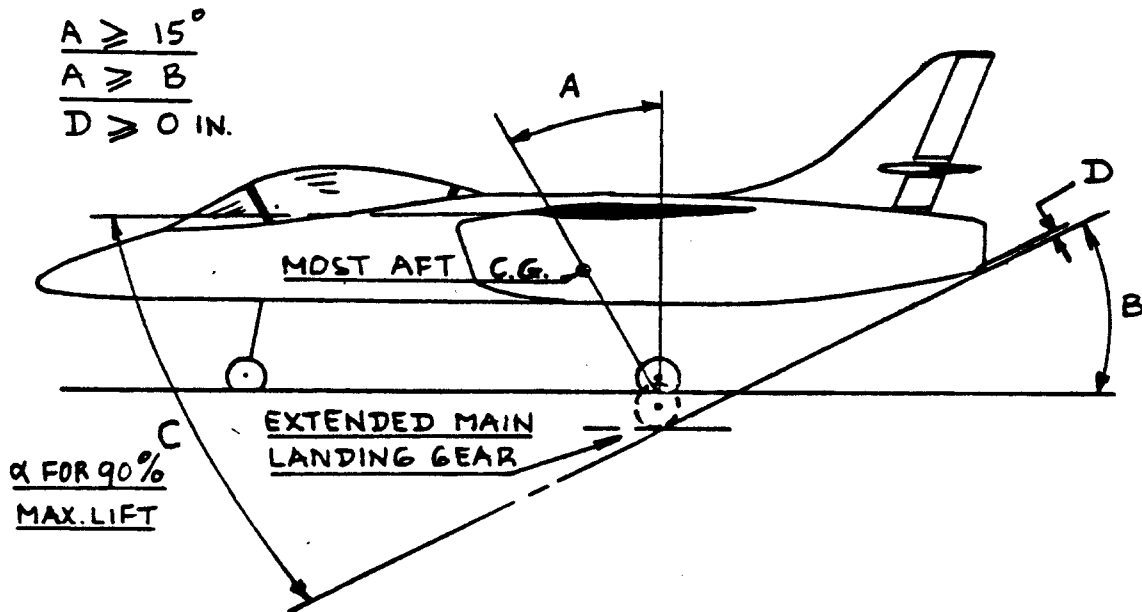 A ⩾ 15°
A ⩾ B
D ⩾ 0 IN.
A
D
MOST AFT C.G.
B
C
EXTENDED MAIN
LANDING GEAR
α FOR 90%
MAX. LIFT